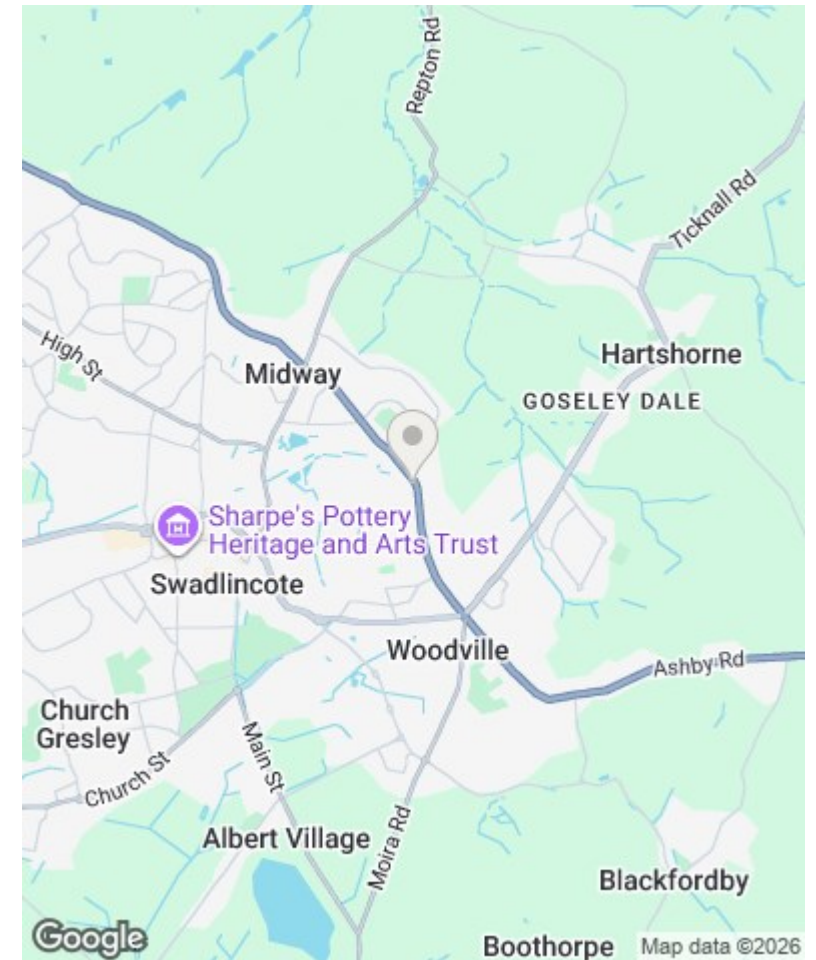 Repton Rd
Ticknall Rd
High St
Midway
Hartshorne
GOSELEY DALE
Sharpe's Pottery
Heritage and Arts Trust
Swadlincote
Woodville
Ashby Rd
Church
Gresley
Main St
Church St
Albert Village
Moira Rd
Blackfordby
Google
Boothorpe
Map data ©2026